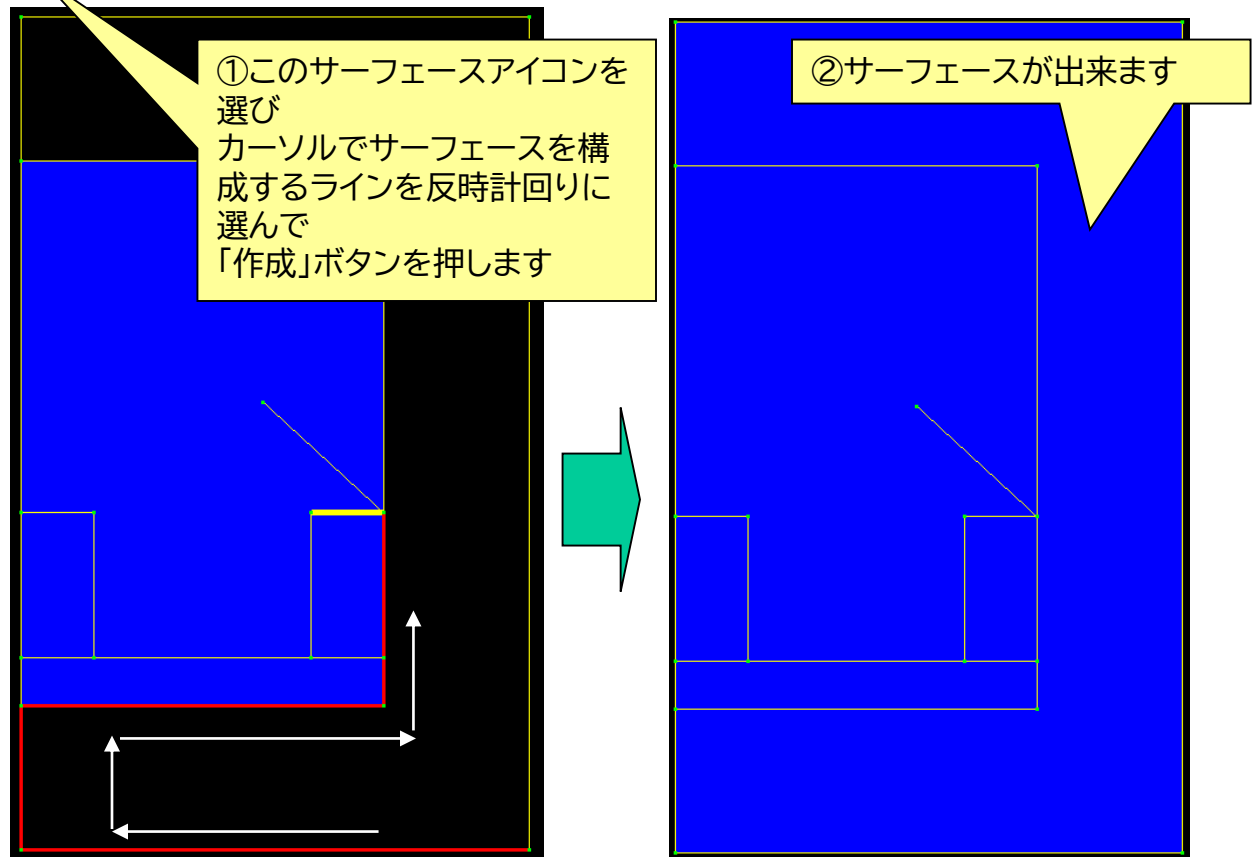 ①このサーフェースアイコンを
選び
カーソルでサーフェースを構
成するラインを反時計回りに
選んで
「作成」ボタンを押します
②サーフェースが出来ます